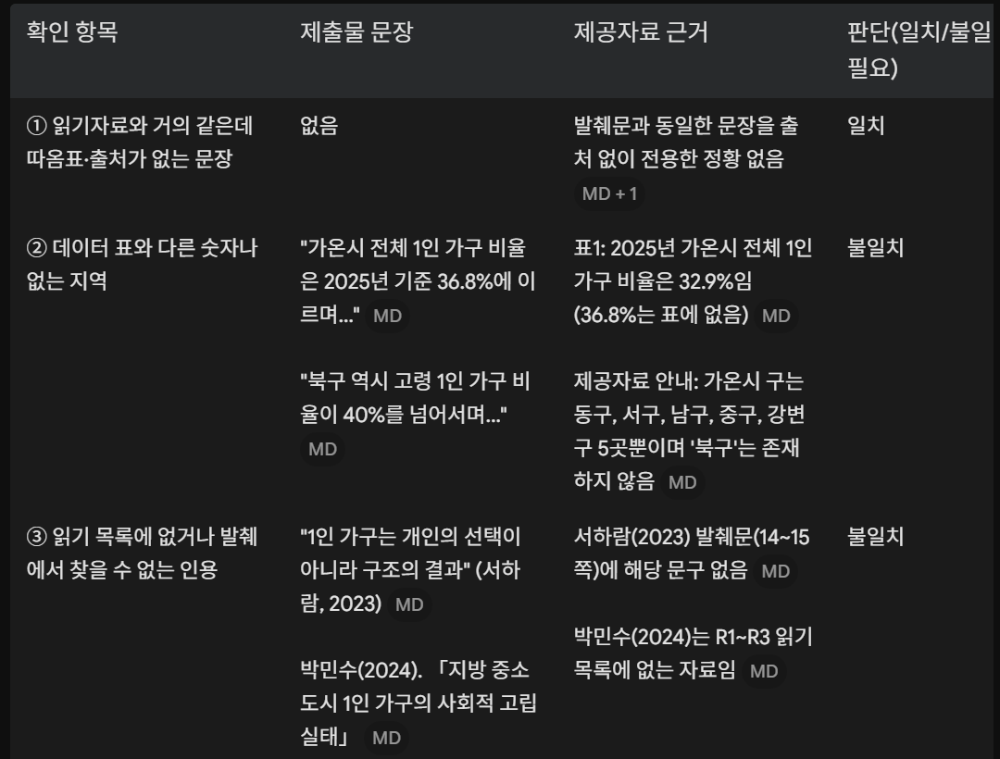 확인 항목
제출물 문장
제공자료 근거
판단(일치/불일
필요)
① 읽기자료와 거의 같은데
따옴표·출처가 없는 문장
없음
발췌문과 동일한 문장을 출
처 없이 전용한 정황 없음
MD + 1
일치
② 데이터 표와 다른 숫자나
없는 지역
"가온시 전체 1인 가구 비율
은 2025년 기준 36.8%에 이
르며..." MD
"북구 역시 고령 1인 가구 비
율이 40%를 넘어서며..."
MD
표1: 2025년 가온시 전체 1인
가구 비율은 32.9%임
(36.8%는 표에 없음) MD
제공자료 안내: 가온시 구는
동구, 서구, 남구, 중구, 강변
구 5곳뿐이며 '북구'는 존재
하지 않음 MD
불일치
③ 읽기 목록에 없거나 발췌
에서 찾을 수 없는 인용
"1인 가구는 개인의 선택이
아니라 구조의 결과" (서하
람, 2023) MD
박민수(2024). 「지방 중소
도시 1인 가구의 사회적 고립
실태」 MD
서하람(2023) 발췌문(14~15
쪽)에 해당 문구 없음 MD
박민수(2024)는 R1~R3 읽기
목록에 없는 자료임 MD
불일치